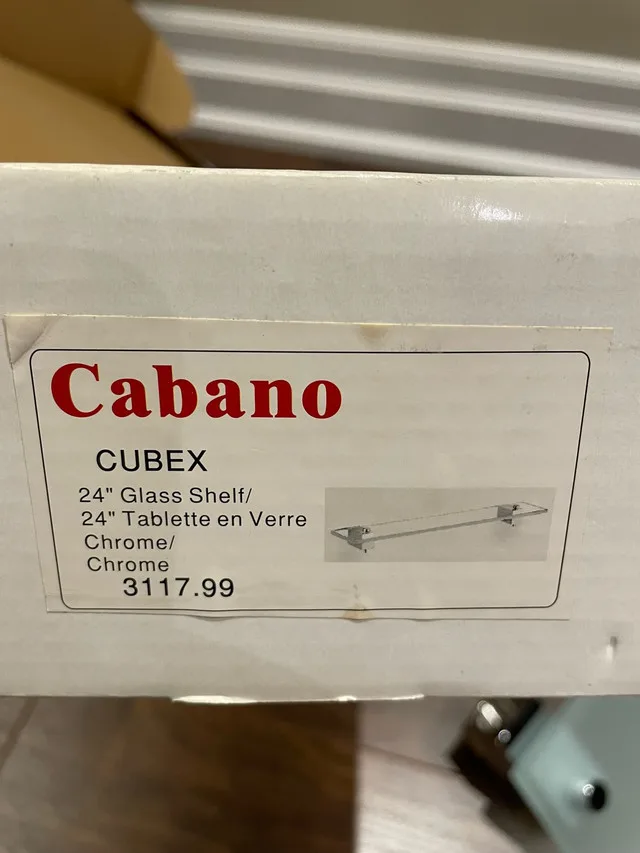 Cabano
CUBEX
24" Glass Shelf/
24" Tablette en Verre
Chrome/
Chrome
3117.99